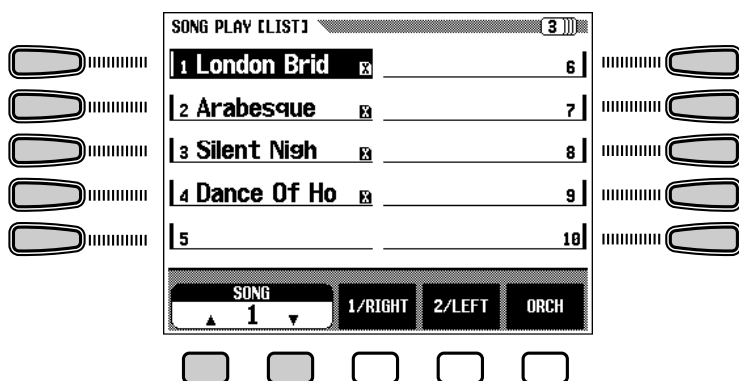 SONG PLAY [LIST] 3
1 London Brid X
2 Arabesque X
3 Silent Nigh X
4 Dance Of Ho X
5
6
7
8
9
10
SONG
▲ 1 ▼
1/RIGHT
2/LEFT
ORCH